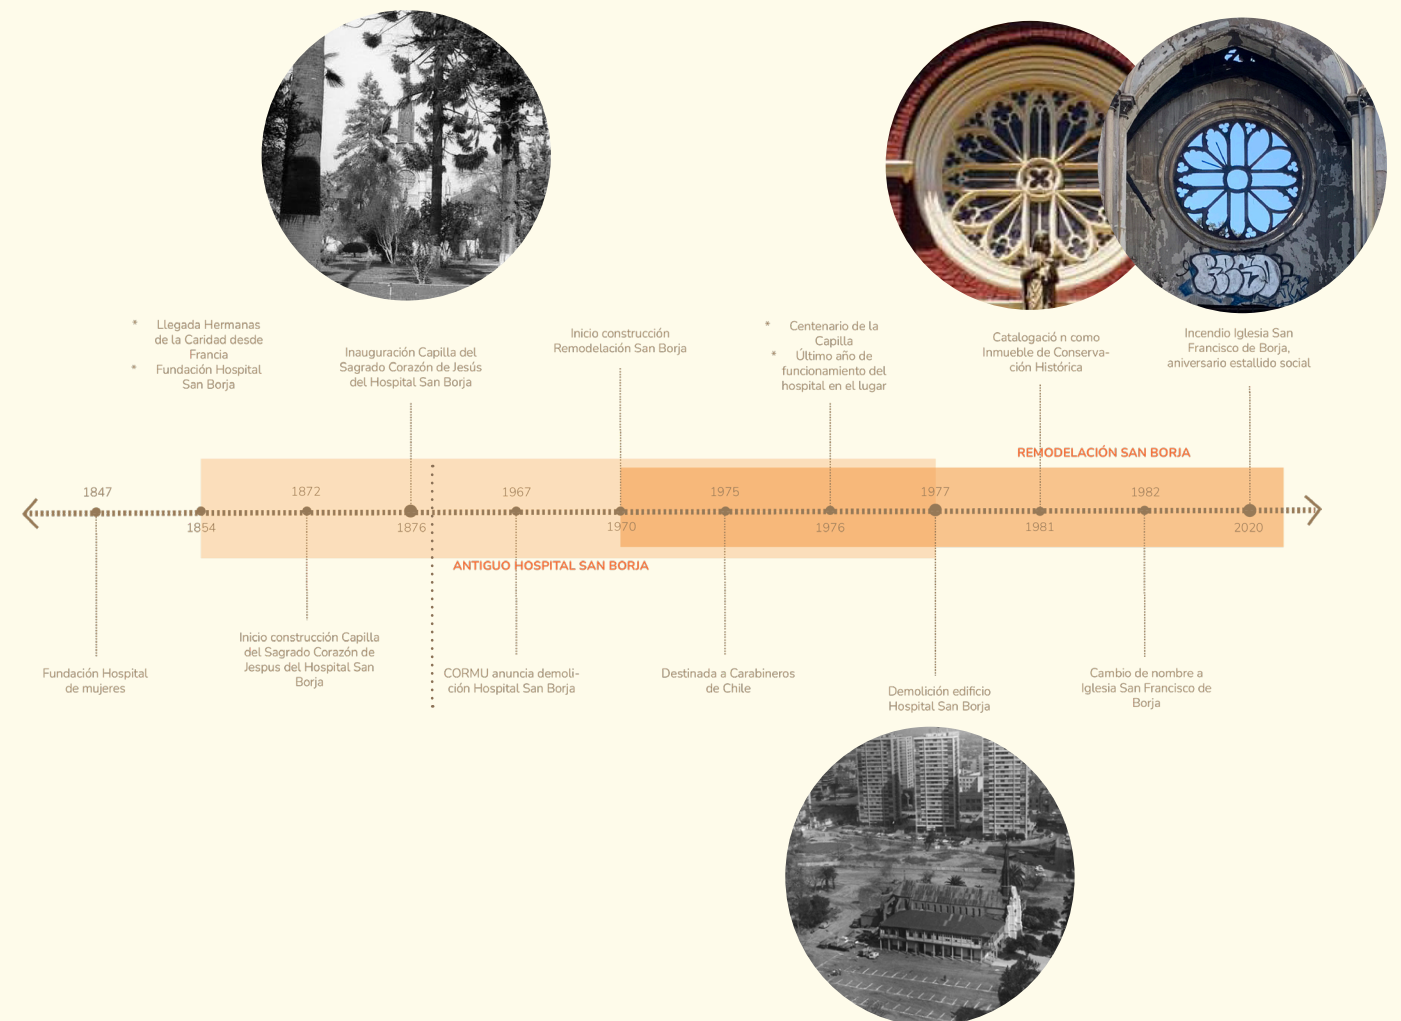 * Llegada Hermanas
de la Caridad desde
Francia
* Fundación Hospital
San Borja
Inauguración Capilla del
Sagrado Corazón de Jesús
del Hospital San Borja
Inicio construcción
Remodelación San Borja
* Centenario de la
Capilla
* Último año de
funcionamiento del
hospital en el lugar
Catalogació n como
Inmueble de Conserva-
ción Histórica
Incendio Iglesia San
Francisco de Borja,
aniversario estallido social
REMODELACIÓN SAN BORJA
1847
1872
1967
1975
1977
1982
1854
1876
1970
1976
1981
2020
ANTIGUO HOSPITAL SAN BORJA
Fundación Hospital
de mujeres
Inicio construcción Capilla
del Sagrado Corazón de
Jespus del Hospital San
Borja
CORMU anuncia demoli-
ción Hospital San Borja
Destinada a Carabineros
de Chile
Demolición edificio
Hospital San Borja
Cambio de nombre a
Iglesia San Francisco de
Borja